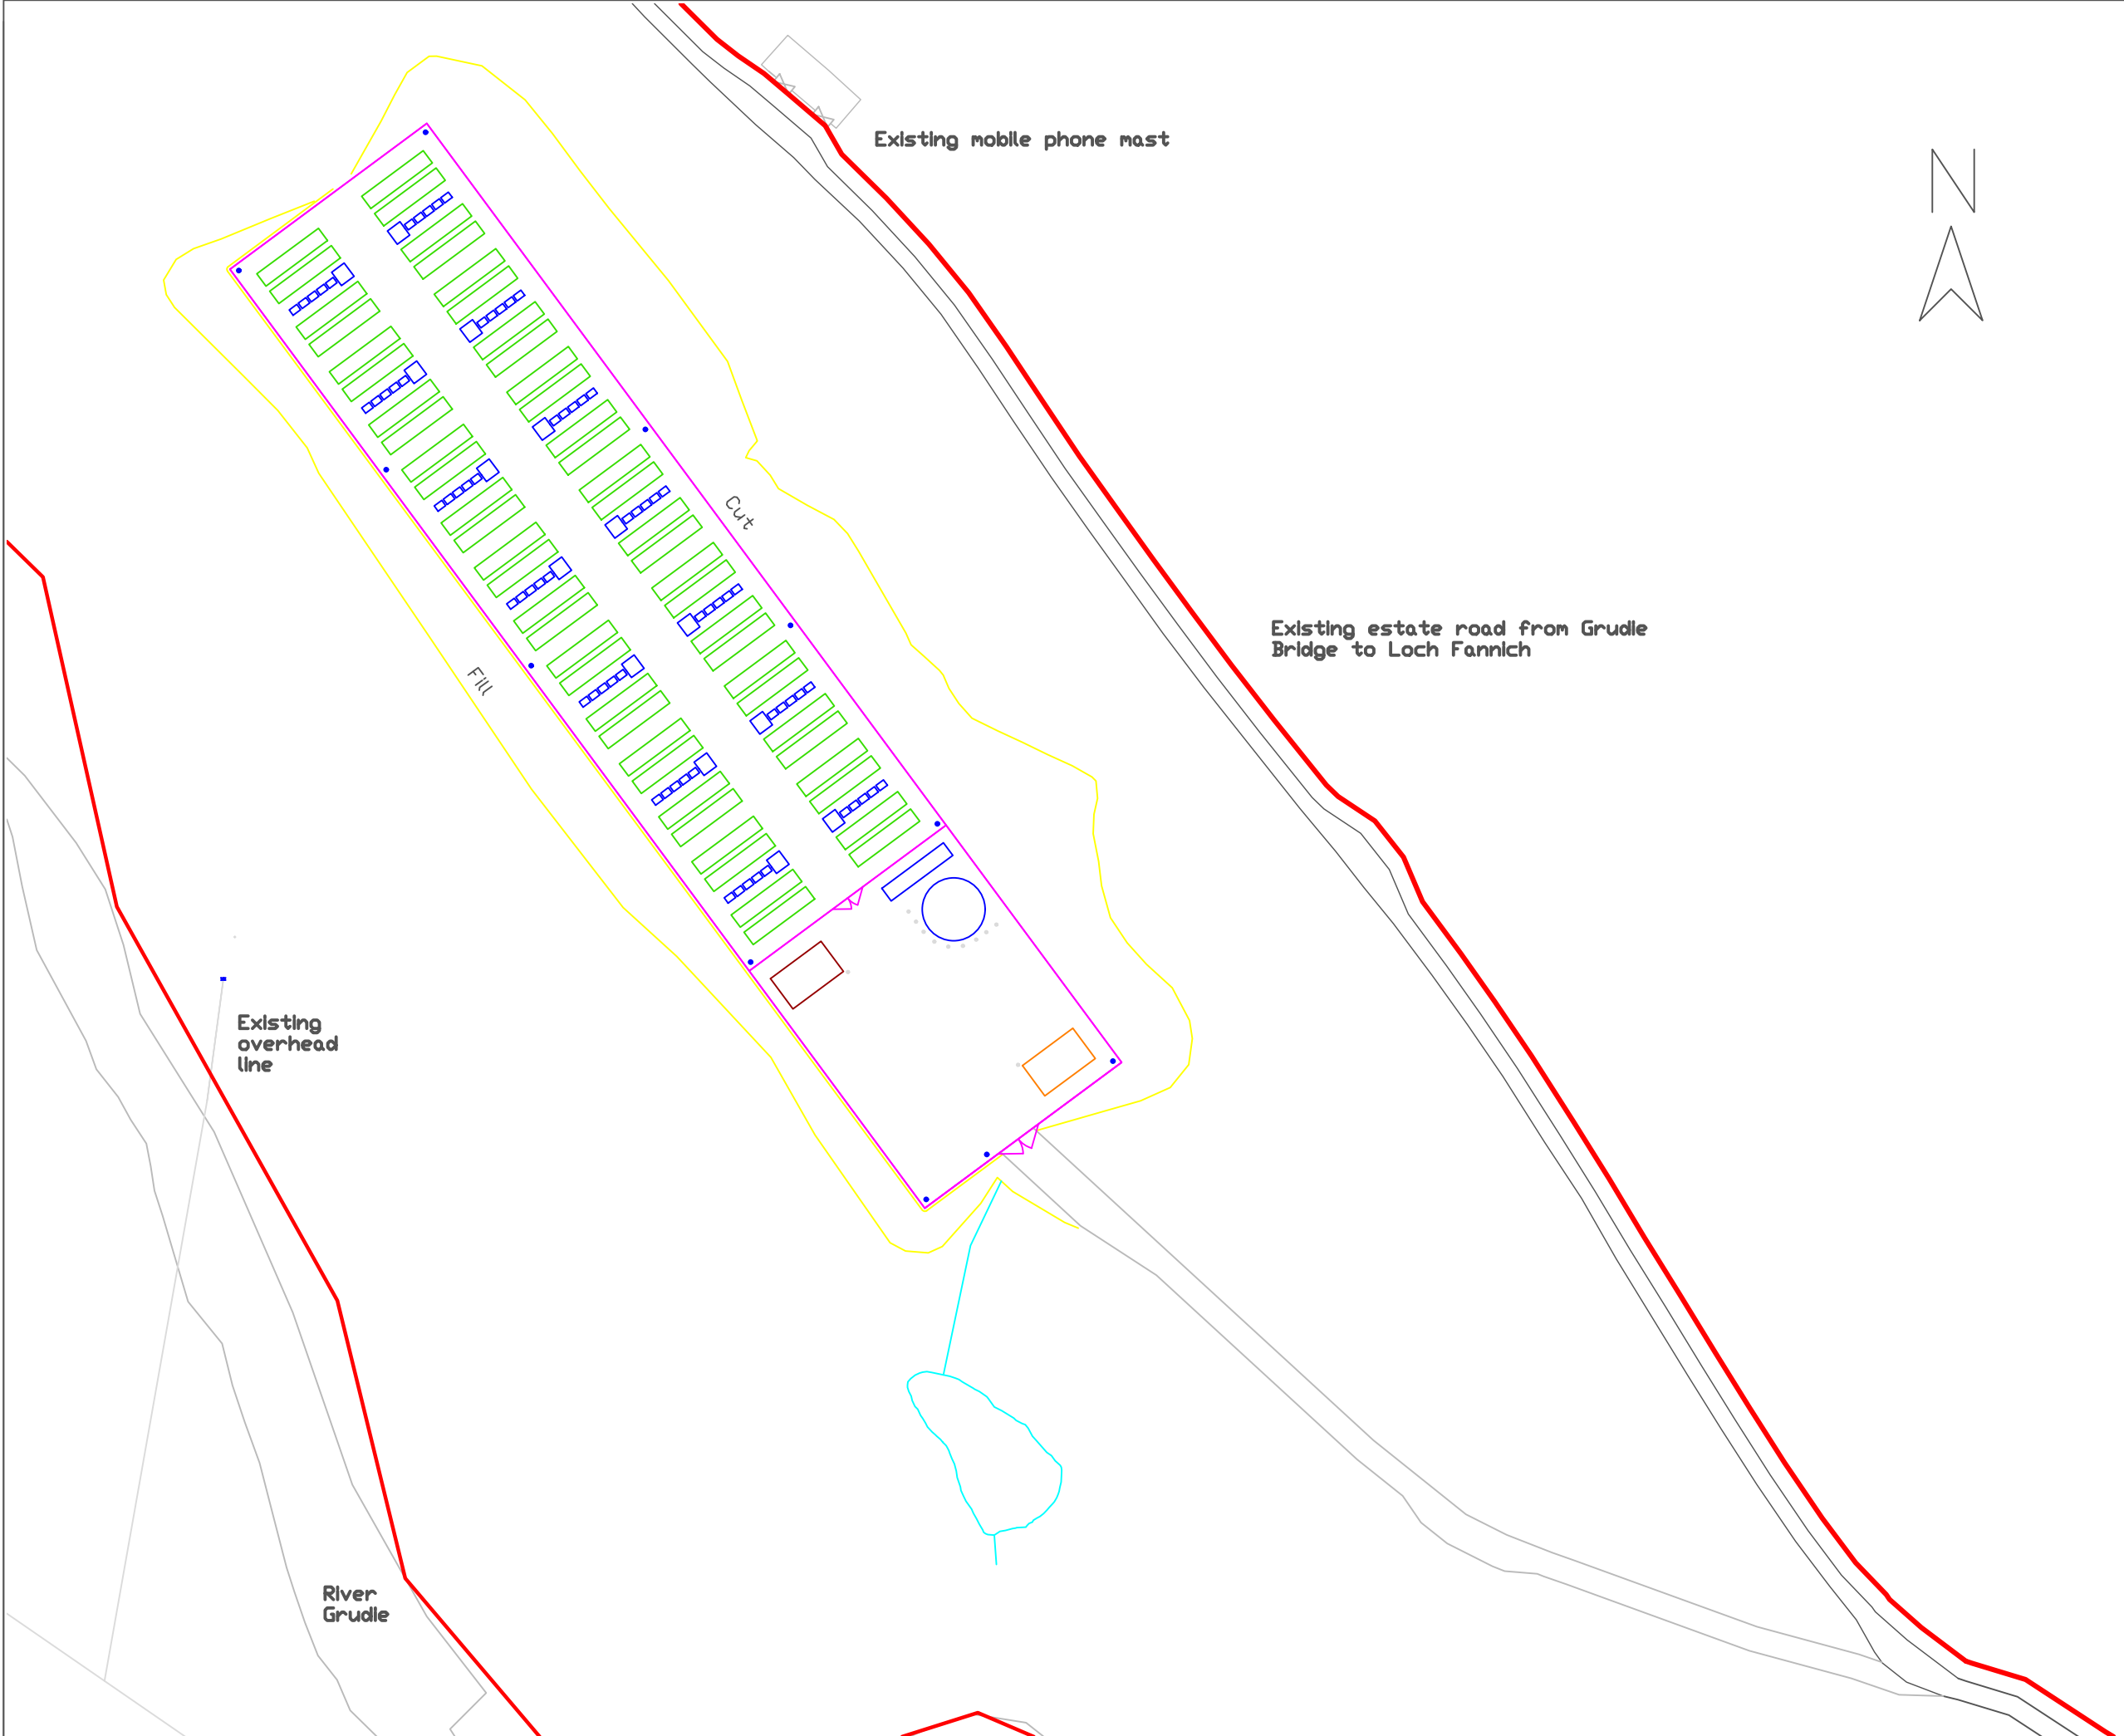 Existing mobile phone mast
N
Cut
Existing estate road from Grudie
Bridge to Loch Fannich
Fill
Existing
overhead
line
River
Grudie